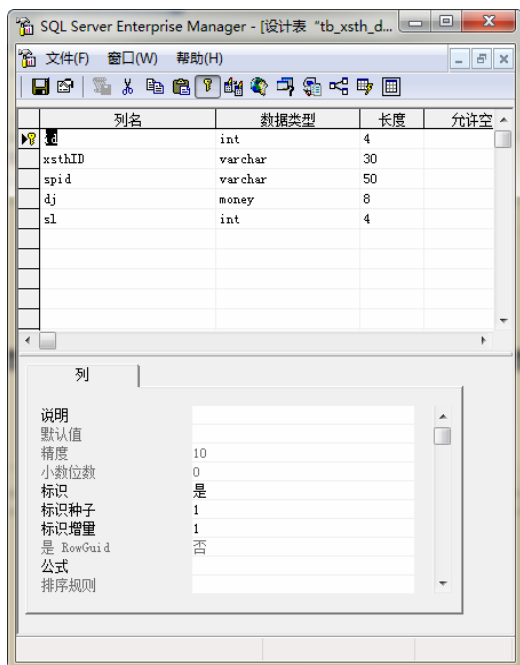 SQL Server Enterprise Manager - [设计表 “tb_xsth_d...
文件(F) 窗口(W) 帮助(H)
列名 数据类型 长度 允许空
id int 4
xsthID varchar 30
spid varchar 50
dj money 8
sl int 4
列
说明
默认值
精度 10
小数位数 0
标识 是
标识种子 1
标识增量 1
是 RowGuid 否
公式
排序规则